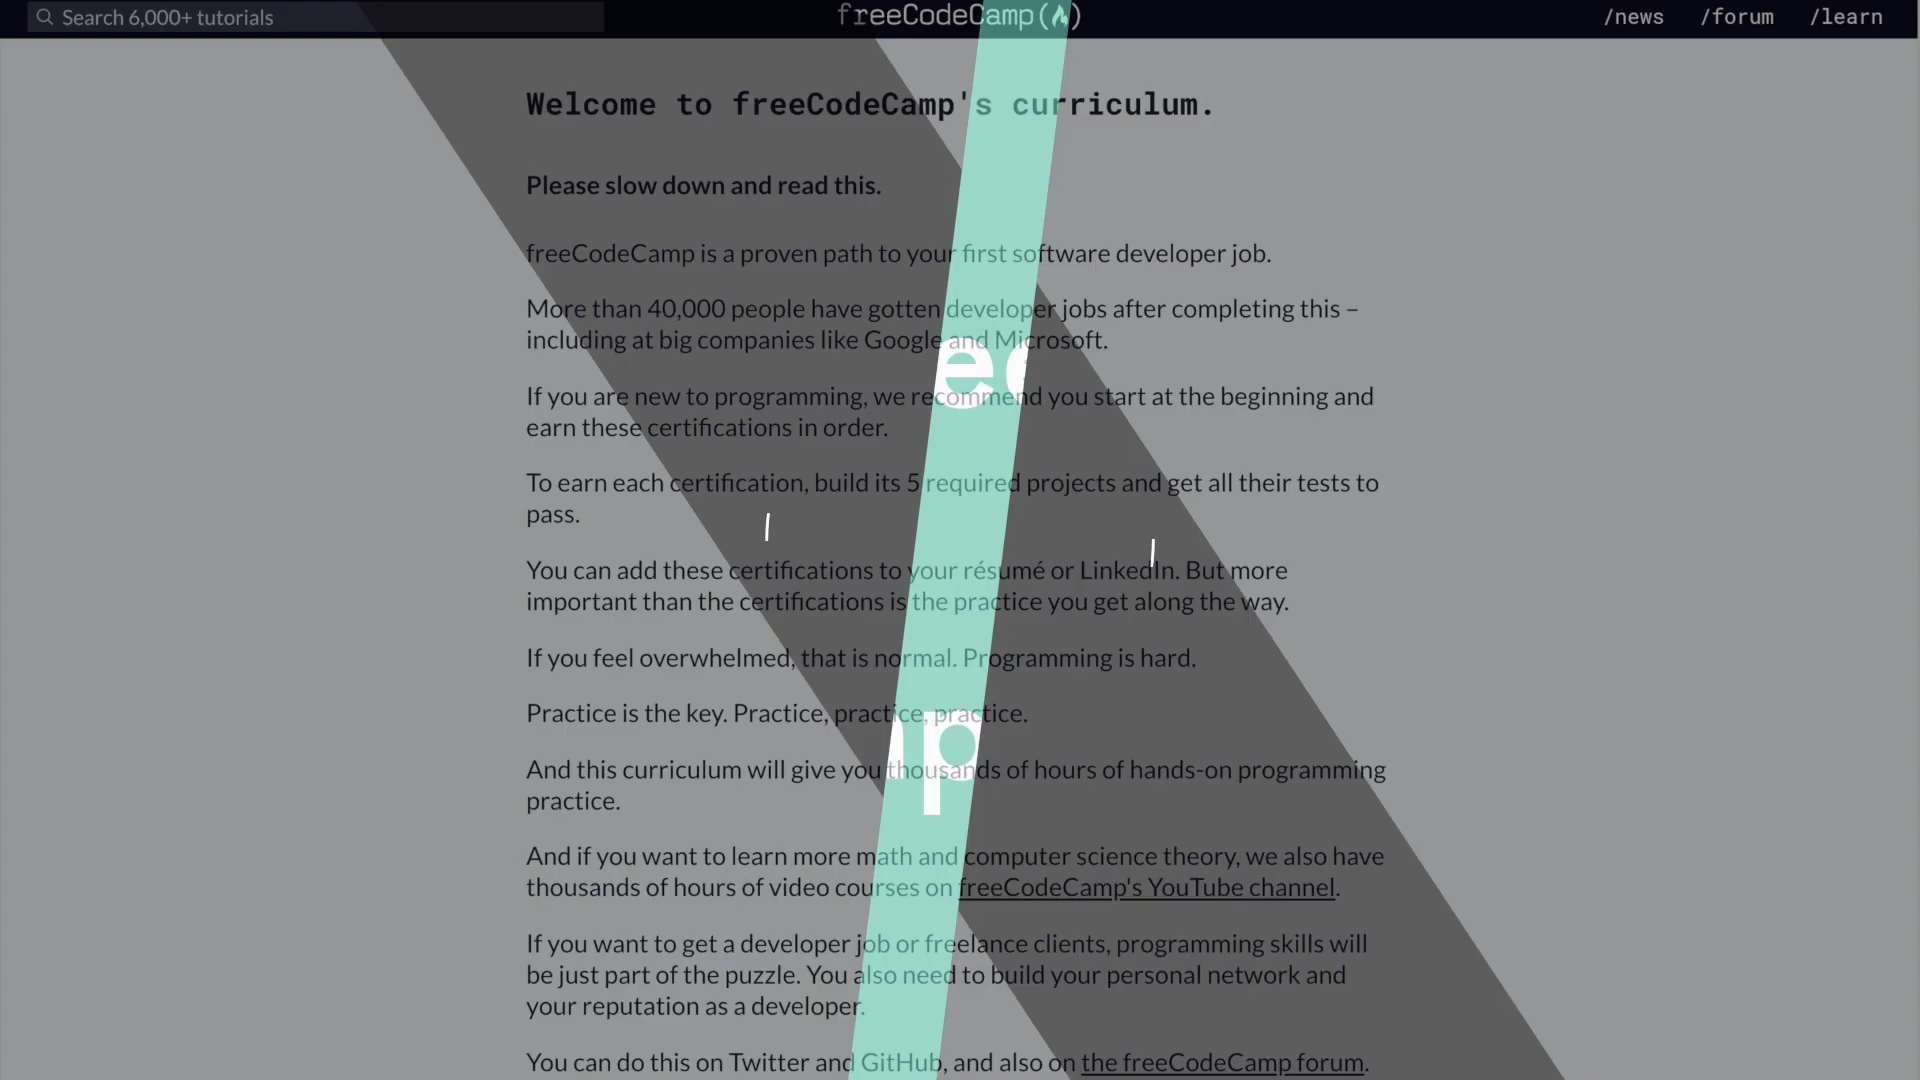 Search 6,000+ tutorials
freeCodeCamp
/news /forum /learn
Welcome to freeCodeCamp's curriculum.
Please slow down and read this.
freeCodeCamp is a proven path to your first software developer job.
More than 40,000 people have gotten developer jobs after completing this –
including at big companies like Google and Microsoft.
If you are new to programming, we recommend you start at the beginning and
earn these certifications in order.
To earn each certification, build its 5 required projects and get all their tests to
pass.
You can add these certifications to your résumé or LinkedIn. But more
important than the certifications is the practice you get along the way.
If you feel overwhelmed, that is normal. Programming is hard.
Practice is the key. Practice, practice, practice.
And this curriculum will give you thousands of hours of hands-on programming
practice.
And if you want to learn more math and computer science theory, we also have
thousands of hours of video courses on freeCodeCamp's YouTube channel.
If you want to get a developer job or freelance clients, programming skills will
be just part of the puzzle. You also need to build your personal network and
your reputation as a developer.
You can do this on Twitter and GitHub, and also on the freeCodeCamp forum.